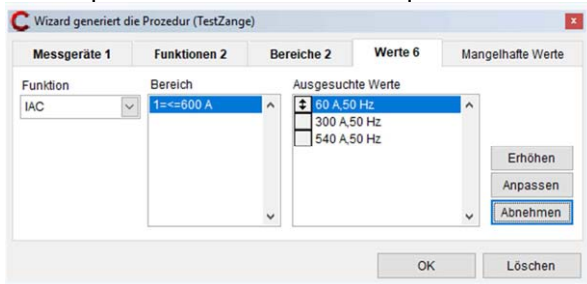 Wizard generiert die Prozedur (TestZange)
Messgeräte 1 Funktionen 2 Bereiche 2 Werte 6 Mangelhafte Werte
Funktion Bereich Ausgesuchte Werte
IAC 1=<=600 A 60 A,50 Hz
300 A,50 Hz
540 A,50 Hz
Erhöhen
Anpassen
Abnehmen
OK Löschen